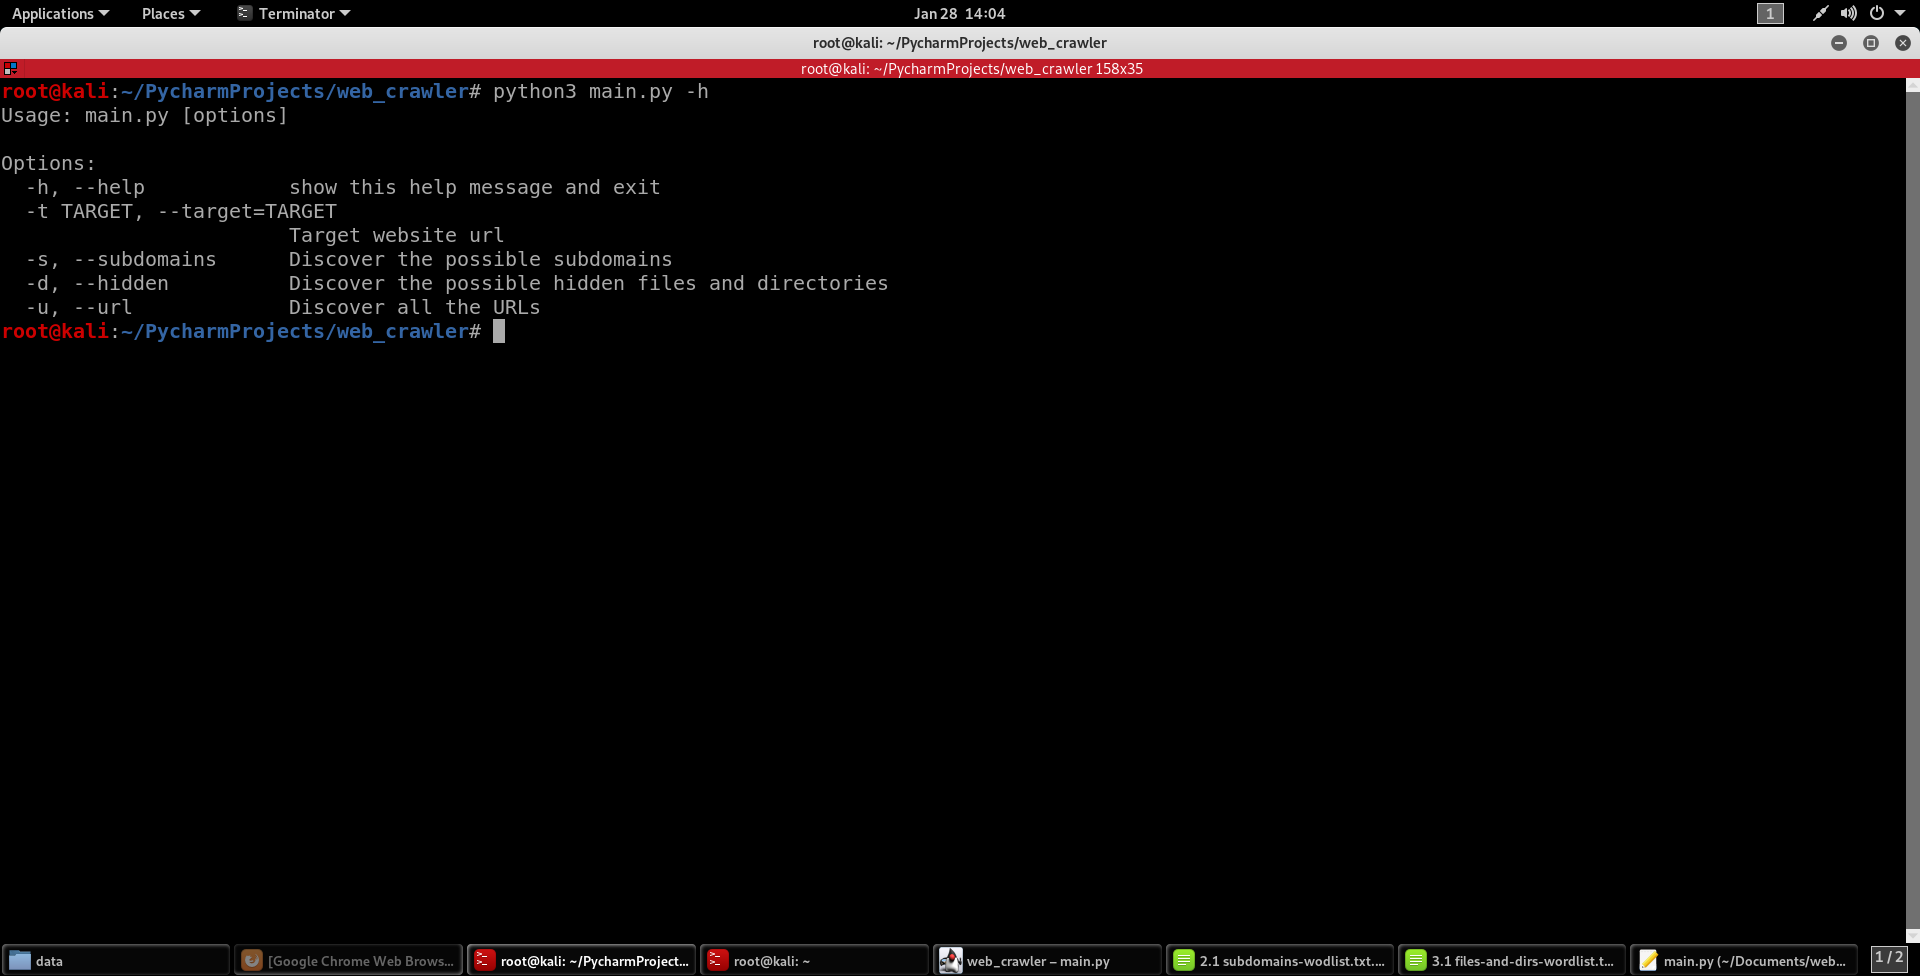 Applications Places Terminator Jan 28 14:04 1
root@kali: ~/PycharmProjects/web_crawler
root@kali: ~/PycharmProjects/web_crawler 158x35
root@kali:~/PycharmProjects/web_crawler# python3 main.py -h
Usage: main.py [options]
Options:
-h, --help show this help message and exit
-t TARGET, --target=TARGET
Target website url
-s, --subdomains Discover the possible subdomains
-d, --hidden Discover the possible hidden files and directories
-u, --url Discover all the URLs
root@kali:~/PycharmProjects/web_crawler#
data [Google Chrome Web Brows... root@kali: ~/PycharmProject... root@kali: ~ web_crawler – main.py 2.1 subdomains-wodlist.txt.... 3.1 files-and-dirs-wordlist.t... main.py (~/Documents/web... 1 / 2